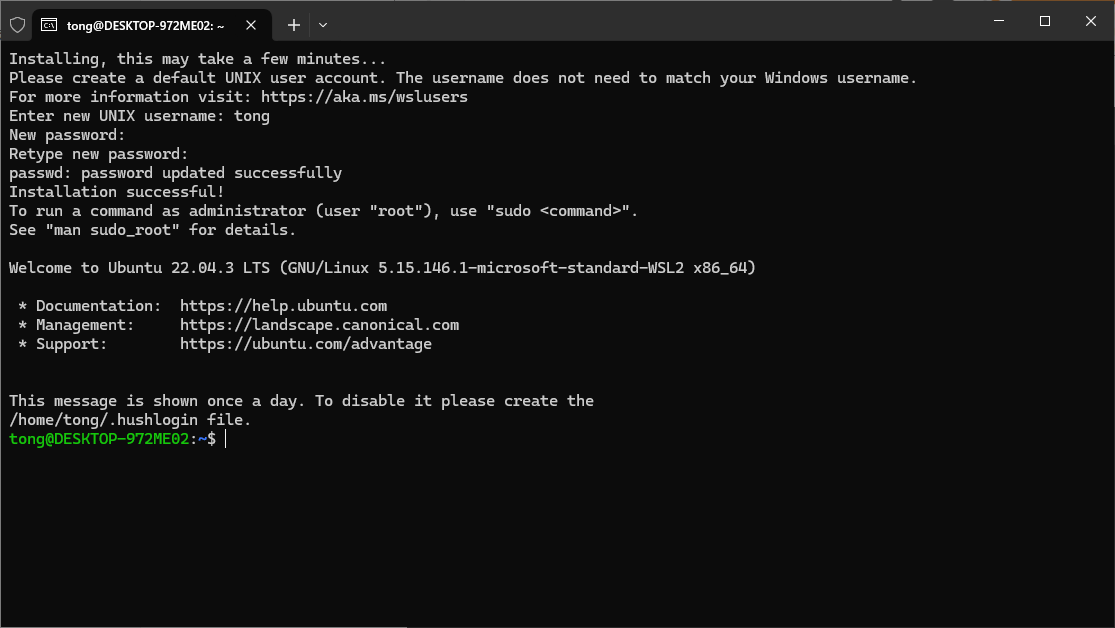 tong@DESKTOP-972ME02: ~
Installing, this may take a few minutes...
Please create a default UNIX user account. The username does not need to match your Windows username.
For more information visit: https://aka.ms/wslusers
Enter new UNIX username: tong
New password:
Retype new password:
passwd: password updated successfully
Installation successful!
To run a command as administrator (user "root"), use "sudo <command>".
See "man sudo_root" for details.
Welcome to Ubuntu 22.04.3 LTS (GNU/Linux 5.15.146.1-microsoft-standard-WSL2 x86_64)
* Documentation:  https://help.ubuntu.com
* Management:     https://landscape.canonical.com
* Support:        https://ubuntu.com/advantage
This message is shown once a day. To disable it please create the
/home/tong/.hushlogin file.
tong@DESKTOP-972ME02:~$